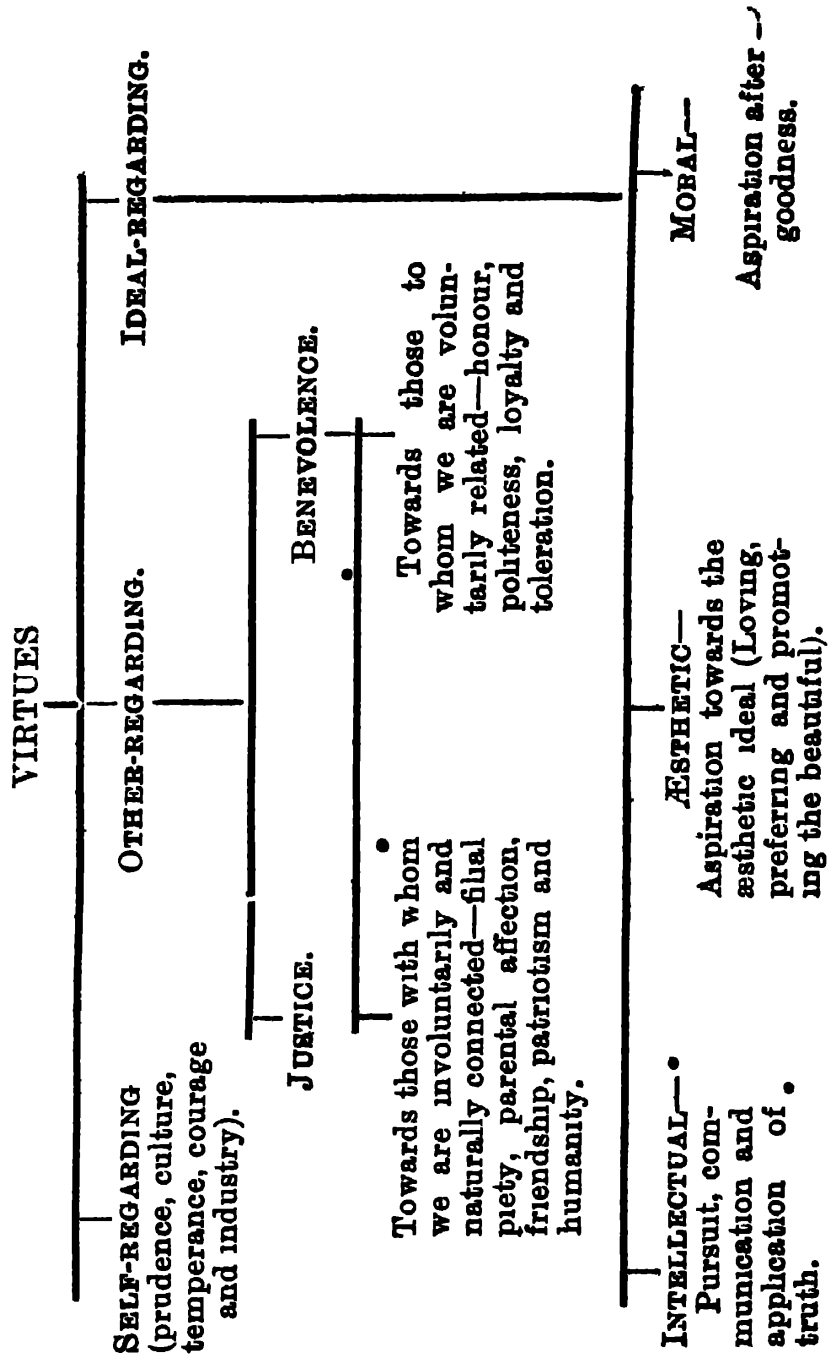 VIRTUES
SELF-REGARDING
(prudence, culture,
temperance, courage
and industry).
OTHER-REGARDING.
IDEAL-REGARDING.
JUSTICE.
BENEVOLENCE.
Towards those with whom
we are involuntarily and
naturally connected—filial
piety, parental affection,
friendship, patriotism and
humanity.
Towards those to
whom we are volun-
tarily related—honour,
politeness, loyalty and
toleration.
INTELLECTUAL—
Pursuit, com-
munication and
application of
truth.
ÆSTHETIC—
Aspiration towards the
æsthetic ideal (Loving,
preferring and promot-
ing the beautiful).
MORAL—
Aspiration after
goodness.